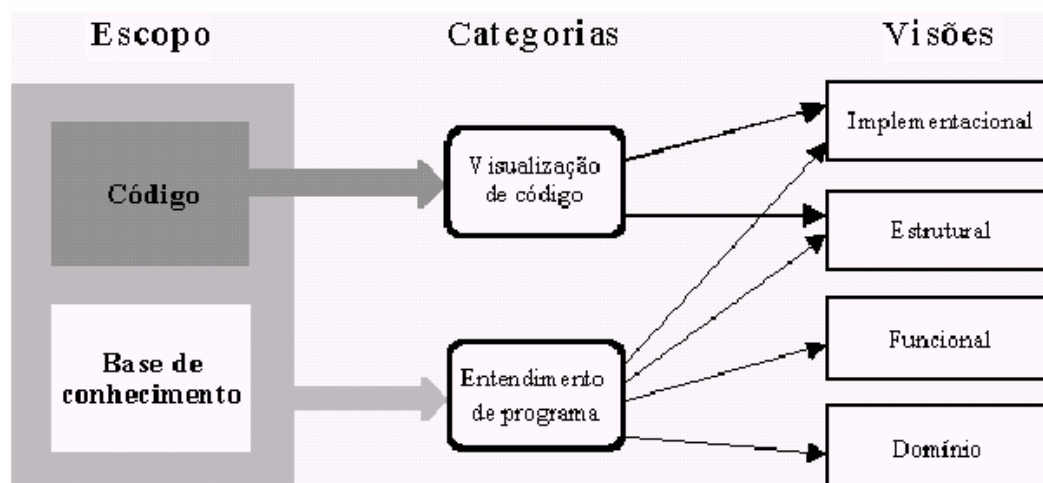 Escopo
Categorias
Visões
Código
Base de
conhecimento
Visualização
de código
Entendimento
de programa
Implementacional
Estrutural
Funcional
Domínio